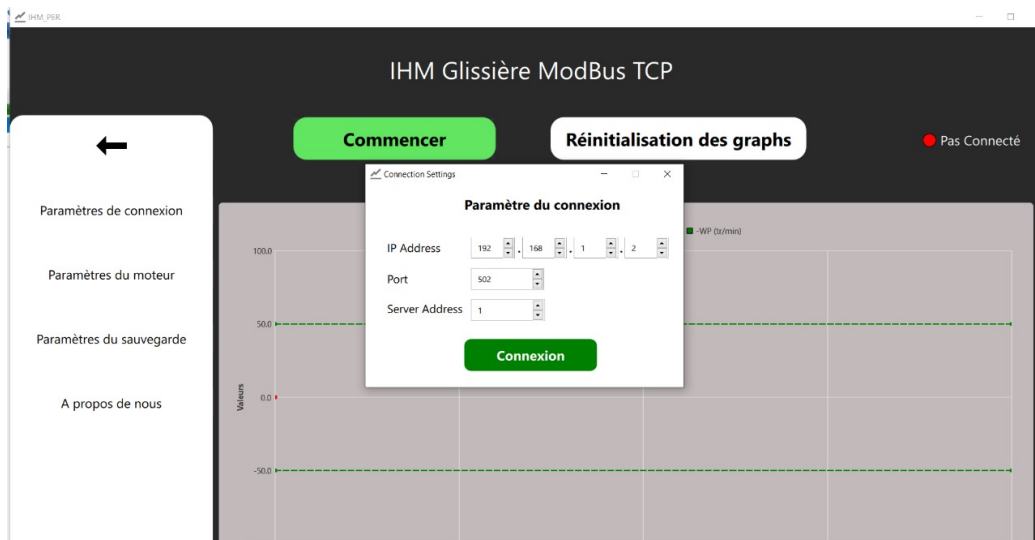 IHM_PER
IHM Glissière ModBus TCP
Commencer
Réinitialisation des graphs
Pas Connecté
Paramètres de connexion
Paramètres du moteur
Paramètres du sauvegarde
A propos de nous
Connection Settings
Paramètre du connexion
IP Address 192 . 168 . 1 . 2
Port 502
Server Address 1
Connexion
-WP (tr/min)
100.0
50.0
0.0
-50.0
Valeurs